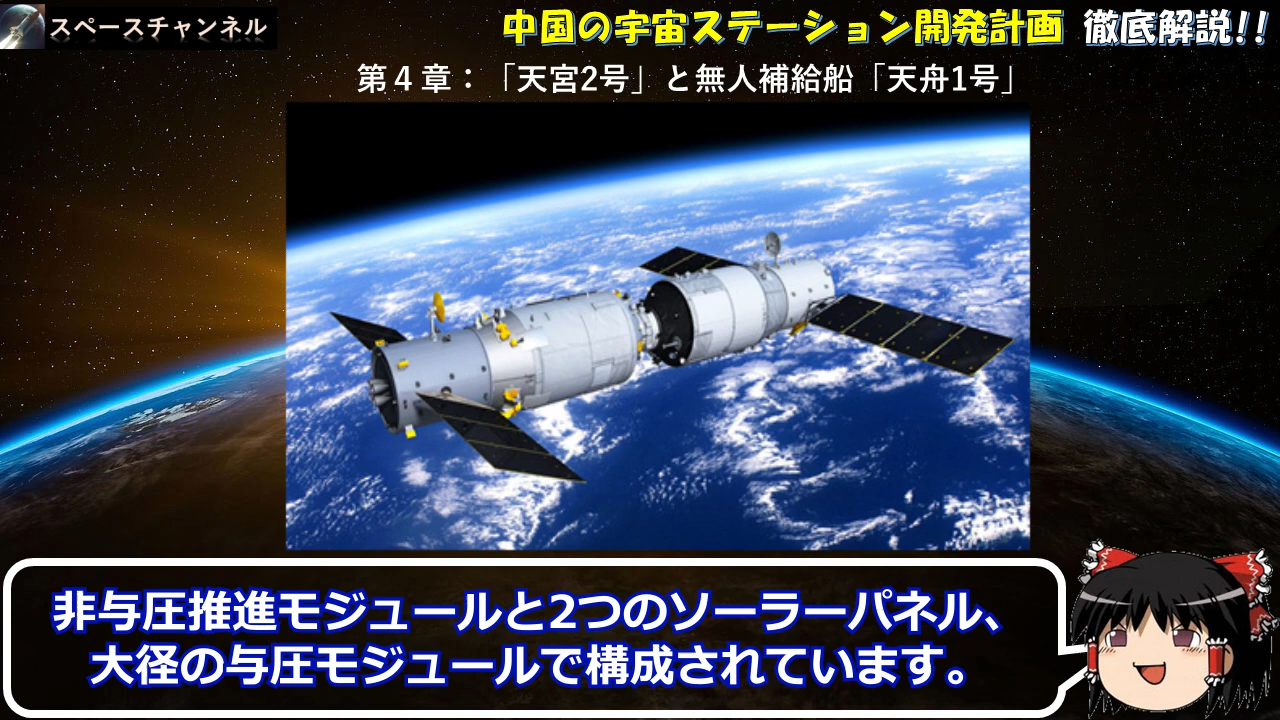 スペースチャンネル
中国の宇宙ステーション開発計画 徹底解説!!
第４章：「天宮2号」と無人補給船「天舟1号」
非与圧推進モジュールと2つのソーラーパネル、
大径の与圧モジュールで構成されています。